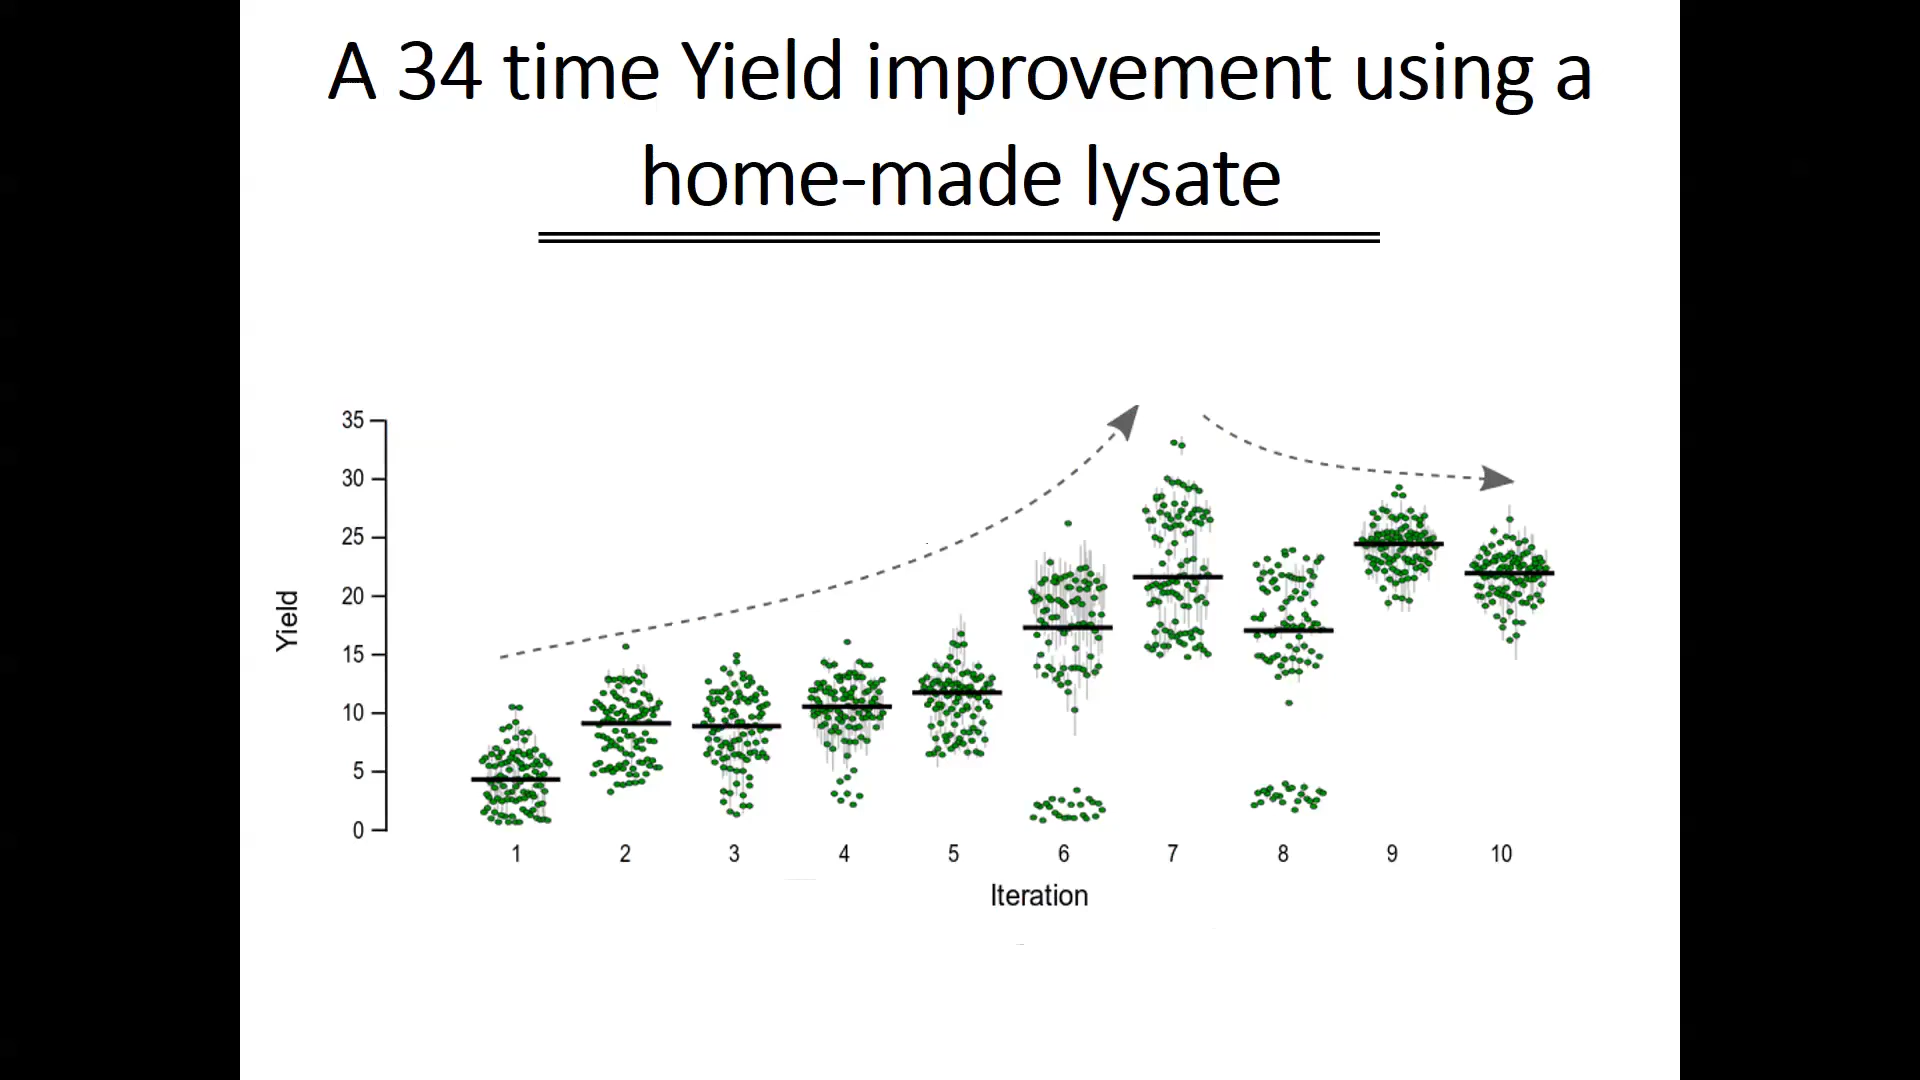 A 34 time Yield improvement using a
home-made lysate
35
30
25
20
15
10
5
0
Yield
1 2 3 4 5 6 7 8 9 10
Iteration